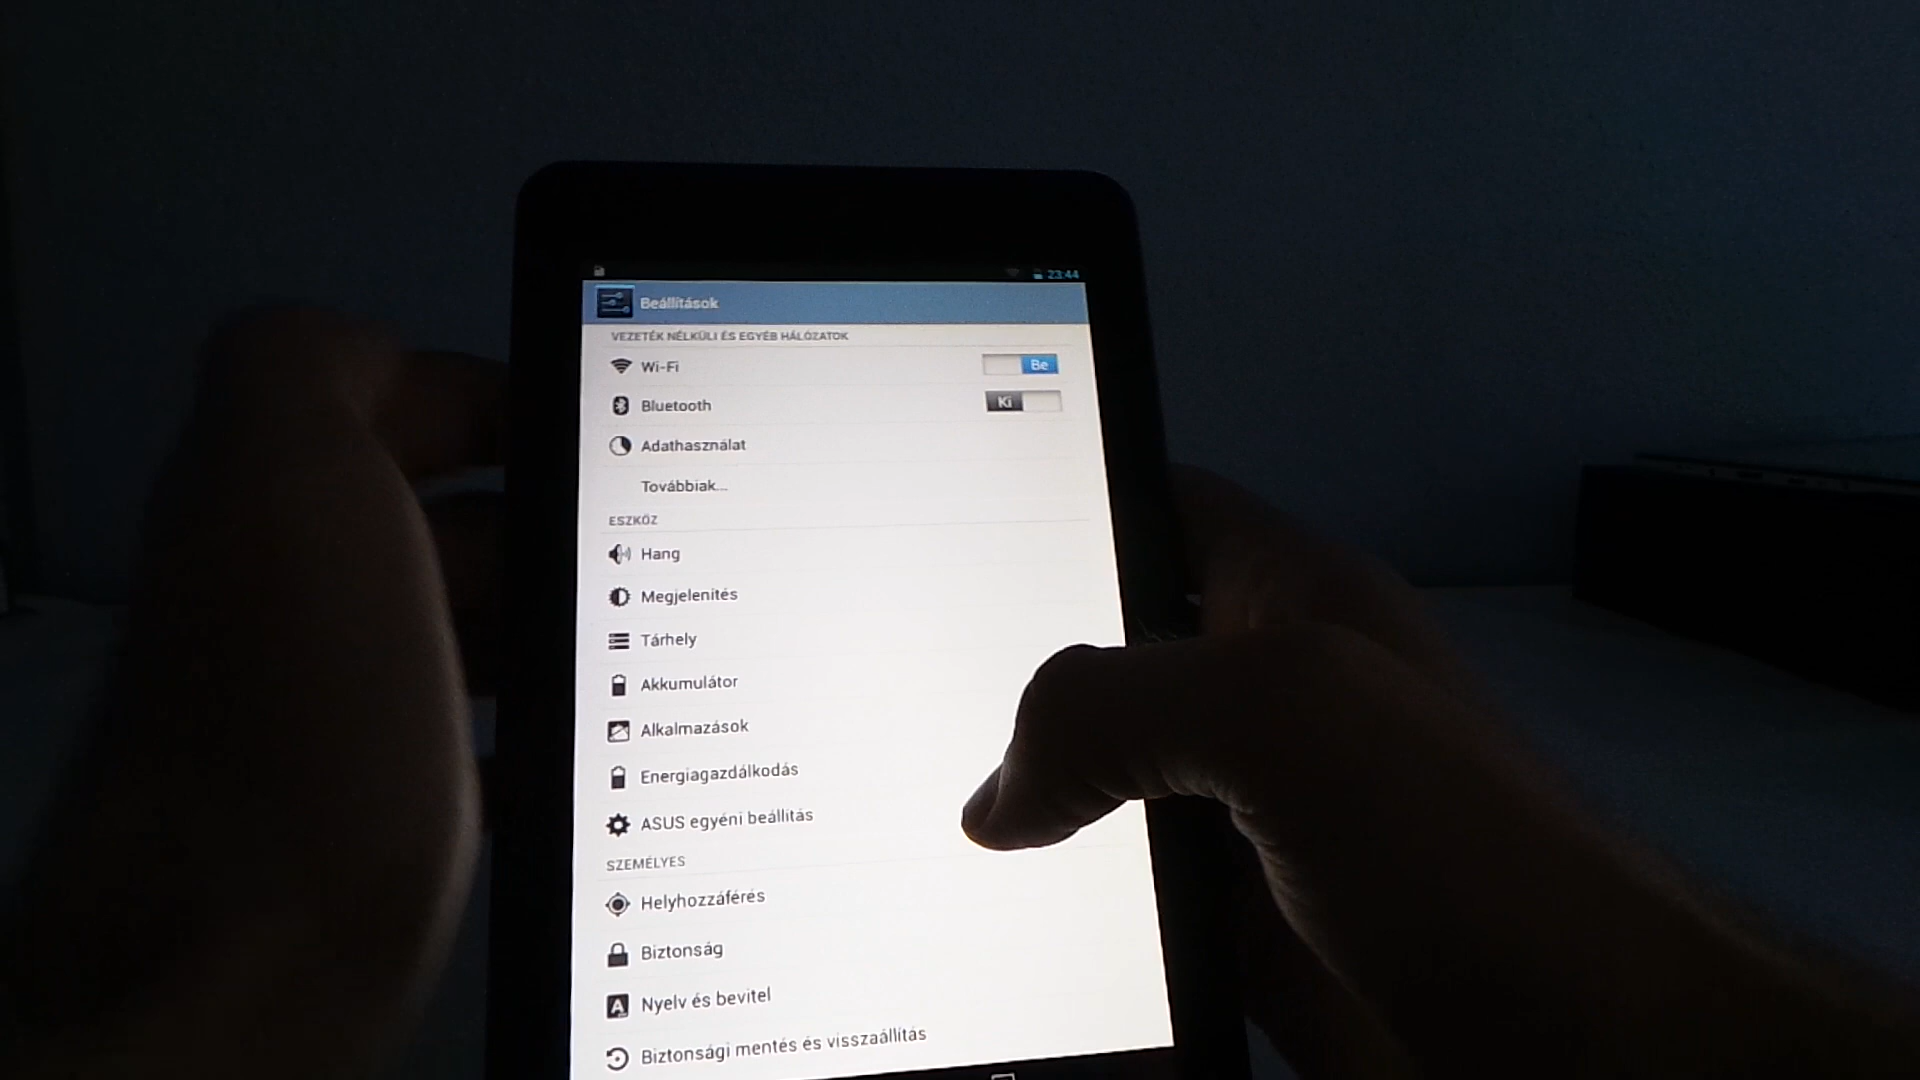 23:44
Beállítások
VEZETÉK NÉLKÜLI ÉS EGYÉB HÁLÓZATOK
Wi-Fi Be
Bluetooth Ki
Adathasználat
Továbbiak...
ESZKÖZ
Hang
Megjelenítés
Tárhely
Akkumulátor
Alkalmazások
Energiagazdálkodás
ASUS egyéni beállítás
SZEMÉLYES
Helyhozzáférés
Biztonság
Nyelv és bevitel
Biztonsági mentés és visszaállítás